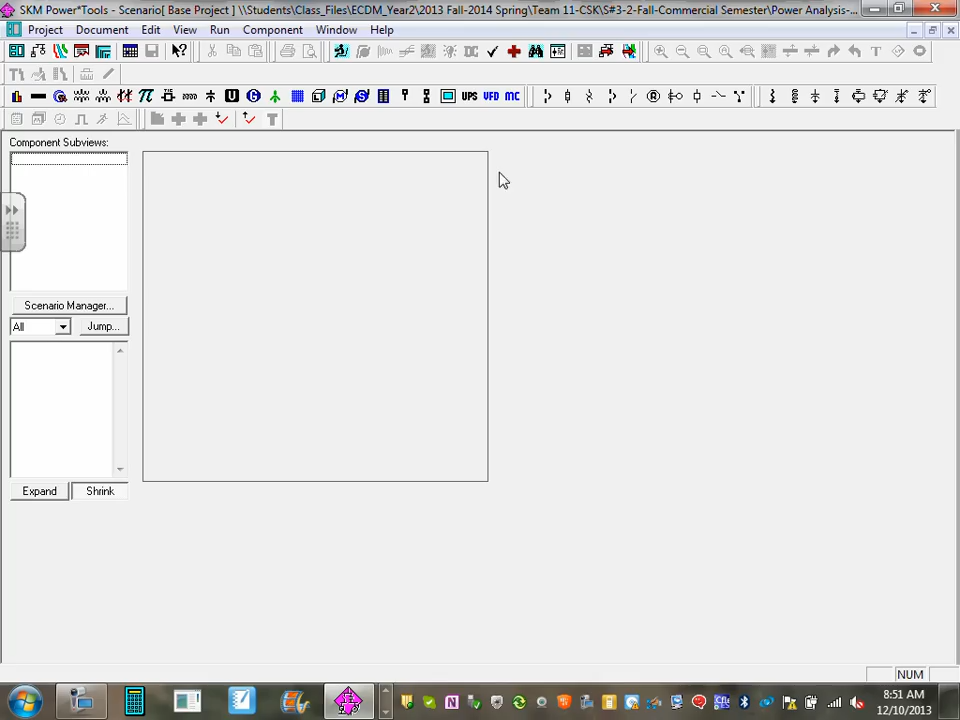 SKM Power*Tools - Scenario[ Base Project ] \\Students\Class_Files\ECDM_Year2\2013 Fall-2014 Spring\Team 11-CSK\S#3-2-Fall-Commercial Semester\Power Analysis-...
Project Document Edit View Run Component Window Help
DC
UPS VFD MC
Component Subviews:
Scenario Manager...
All Jump...
Expand Shrink
NUM
8:51 AM
12/10/2013